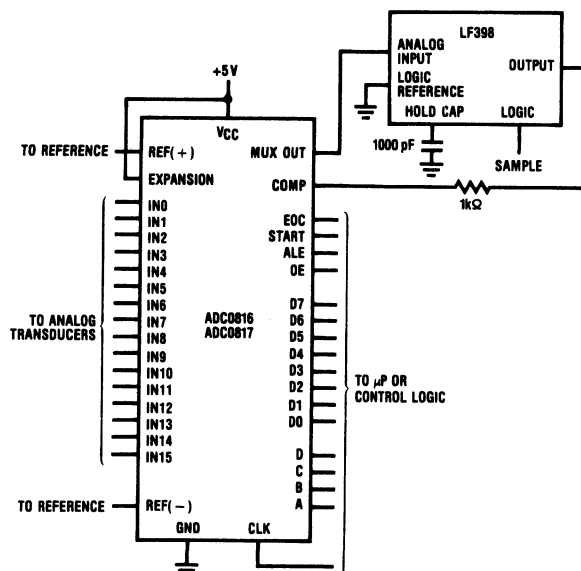 LF398
ANALOG
INPUT
OUTPUT
LOGIC
REFERENCE
HOLD CAP
LOGIC
+5V
VCC
1000 pF
SAMPLE
TO REFERENCE
REF(+)
MUX OUT
EXPANSION
COMP
1kΩ
IN0
IN1
IN2
IN3
IN4
IN5
IN6
IN7
IN8
IN9
IN10
IN11
IN12
IN13
IN14
IN15
TO ANALOG
TRANSDUCERS
ADC0816
ADC0817
EOC
START
ALE
OE
D7
D6
D5
D4
D3
D2
D1
D0
D
C
B
A
TO μP OR
CONTROL LOGIC
TO REFERENCE
REF(−)
GND
CLK